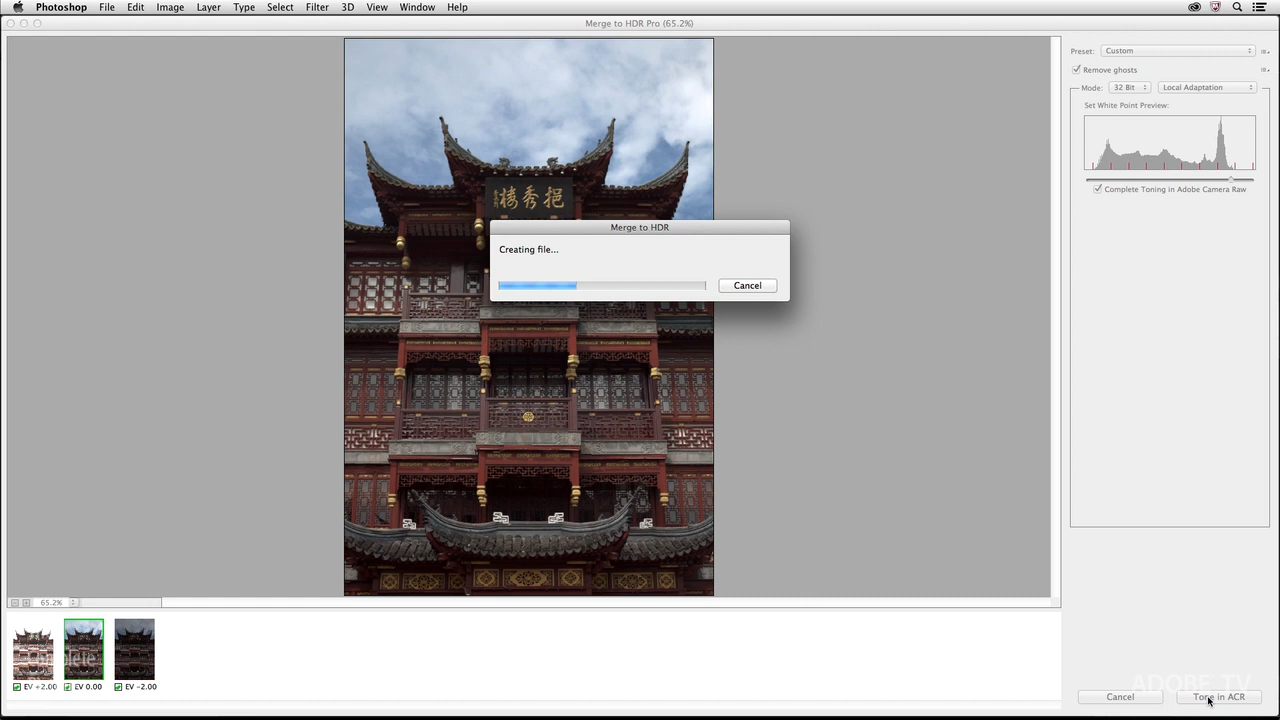 Photoshop File Edit Image Layer Type Select Filter 3D View Window Help
Merge to HDR Pro (65.2%)
Preset: Custom
Remove ghosts
Mode: 32 Bit Local Adaptation
Set White Point Preview:
Complete Toning in Adobe Camera Raw
挹秀樓
Merge to HDR
Creating file...
Cancel
65.2%
EV +2.00 EV 0.00 EV -2.00
ADOBE TV
Cancel Tone in ACR